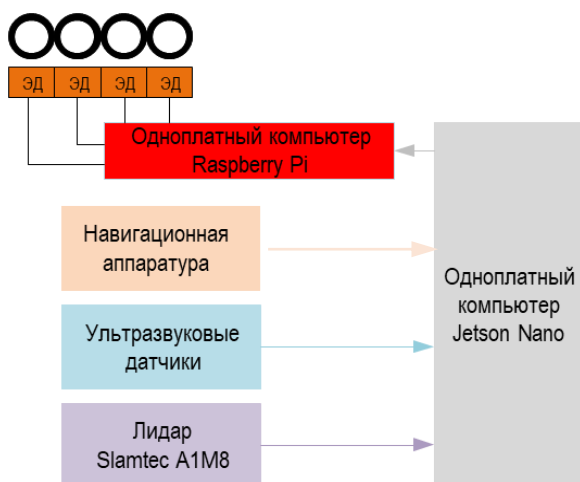 ЭД ЭД ЭД ЭД
Одноплатный компьютер
Raspberry Pi
Навигационная
аппаратура
Ультразвуковые
датчики
Лидар
Slamtec A1M8
Одноплатный
компьютер
Jetson Nano